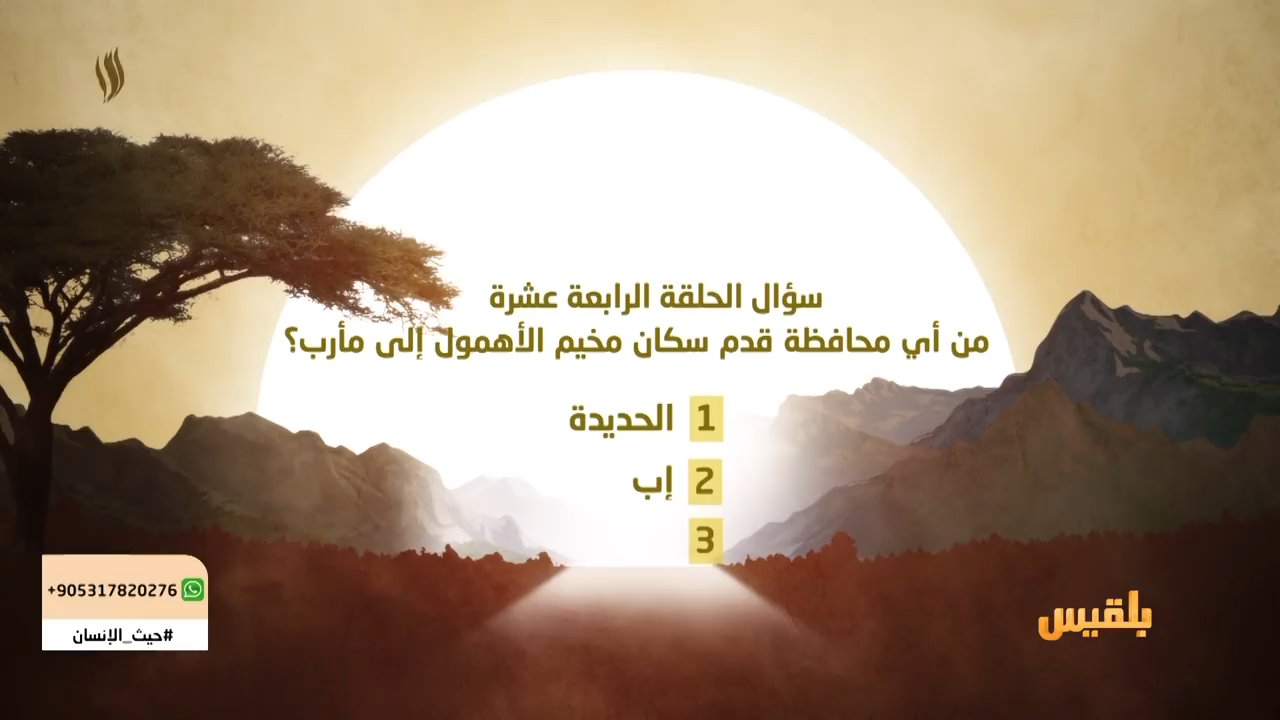 سؤال الحلقة الرابعة عشرة
من أي محافظة قدم سكان مخيم الأهمول إلى مأرب؟
1 الحديدة
2 إب
3
+905317820276
#حيث_الإنسان
بلقيس